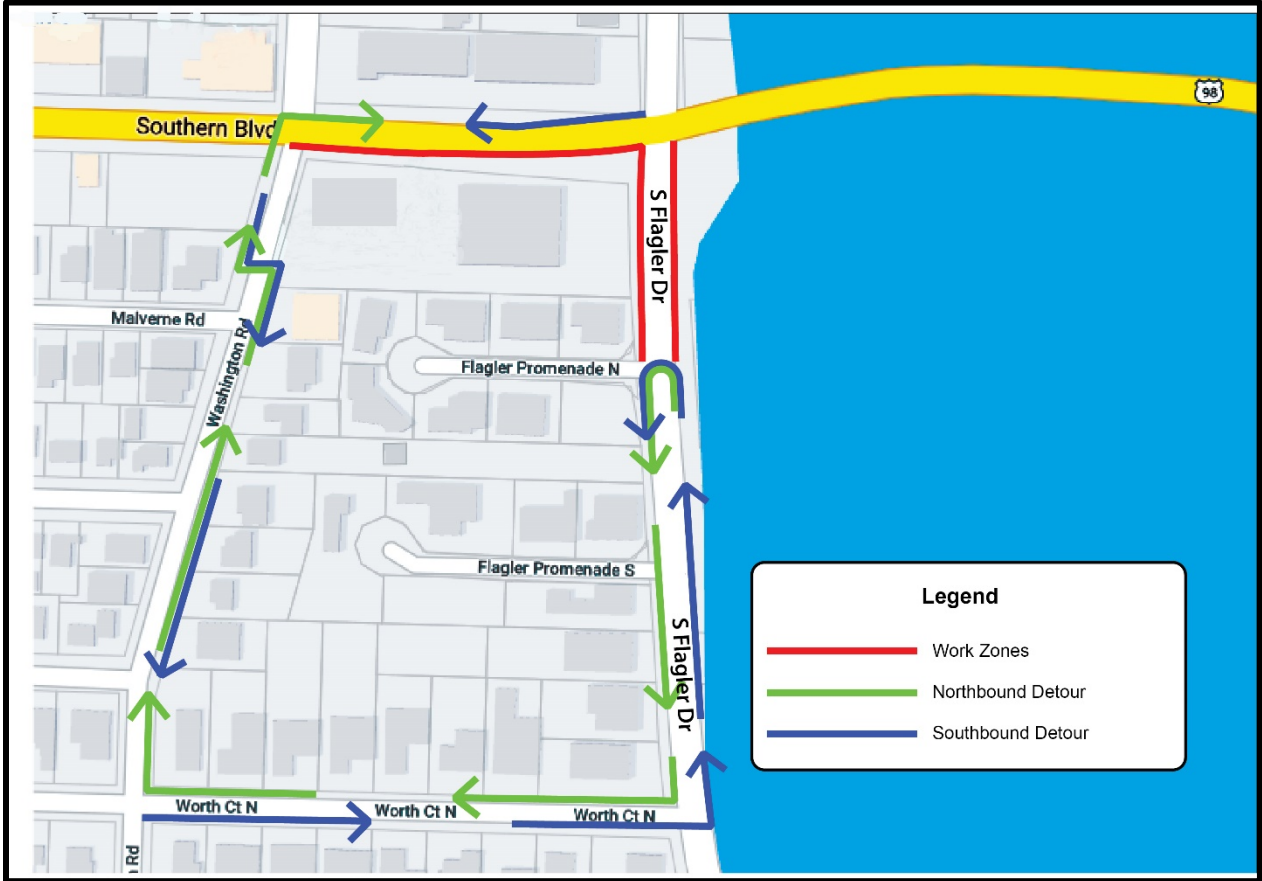 98
Southern Blvd
S Flagler Dr
Malverne Rd
Washington Rd
Flagler Promenade N
Flagler Promenade S
S Flagler Dr
Legend
Work Zones
Northbound Detour
Southbound Detour
Worth Ct N
Worth Ct N
Worth Ct N
Rd